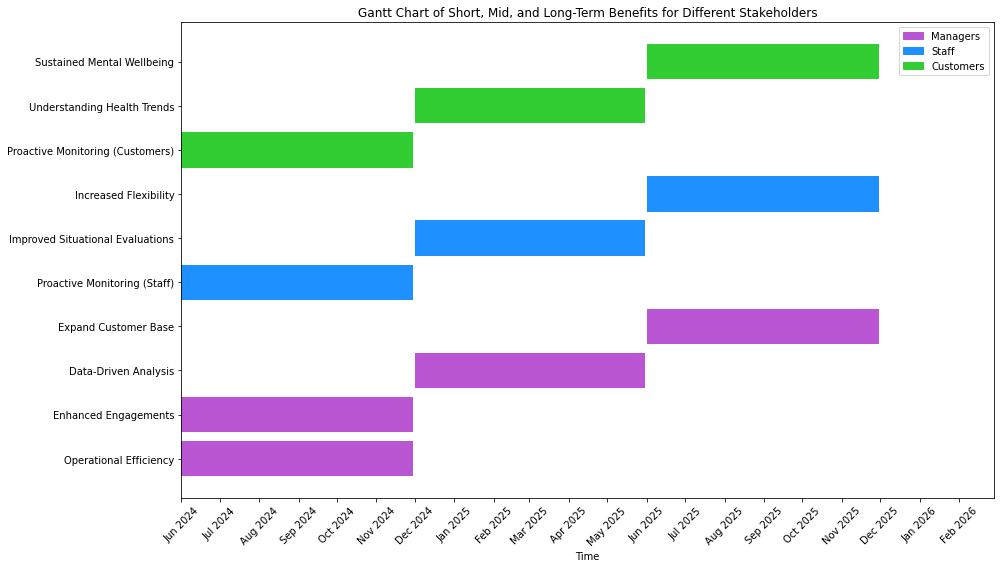 Gantt Chart of Short, Mid, and Long-Term Benefits for Different Stakeholders
Managers
Staff
Customers
Sustained Mental Wellbeing
Understanding Health Trends
Proactive Monitoring (Customers)
Increased Flexibility
Improved Situational Evaluations
Proactive Monitoring (Staff)
Expand Customer Base
Data-Driven Analysis
Enhanced Engagements
Operational Efficiency
Jun 2024
Jul 2024
Aug 2024
Sep 2024
Oct 2024
Nov 2024
Dec 2024
Jan 2025
Feb 2025
Mar 2025
Apr 2025
May 2025
Jun 2025
Jul 2025
Aug 2025
Sep 2025
Oct 2025
Nov 2025
Dec 2025
Jan 2026
Feb 2026
Time